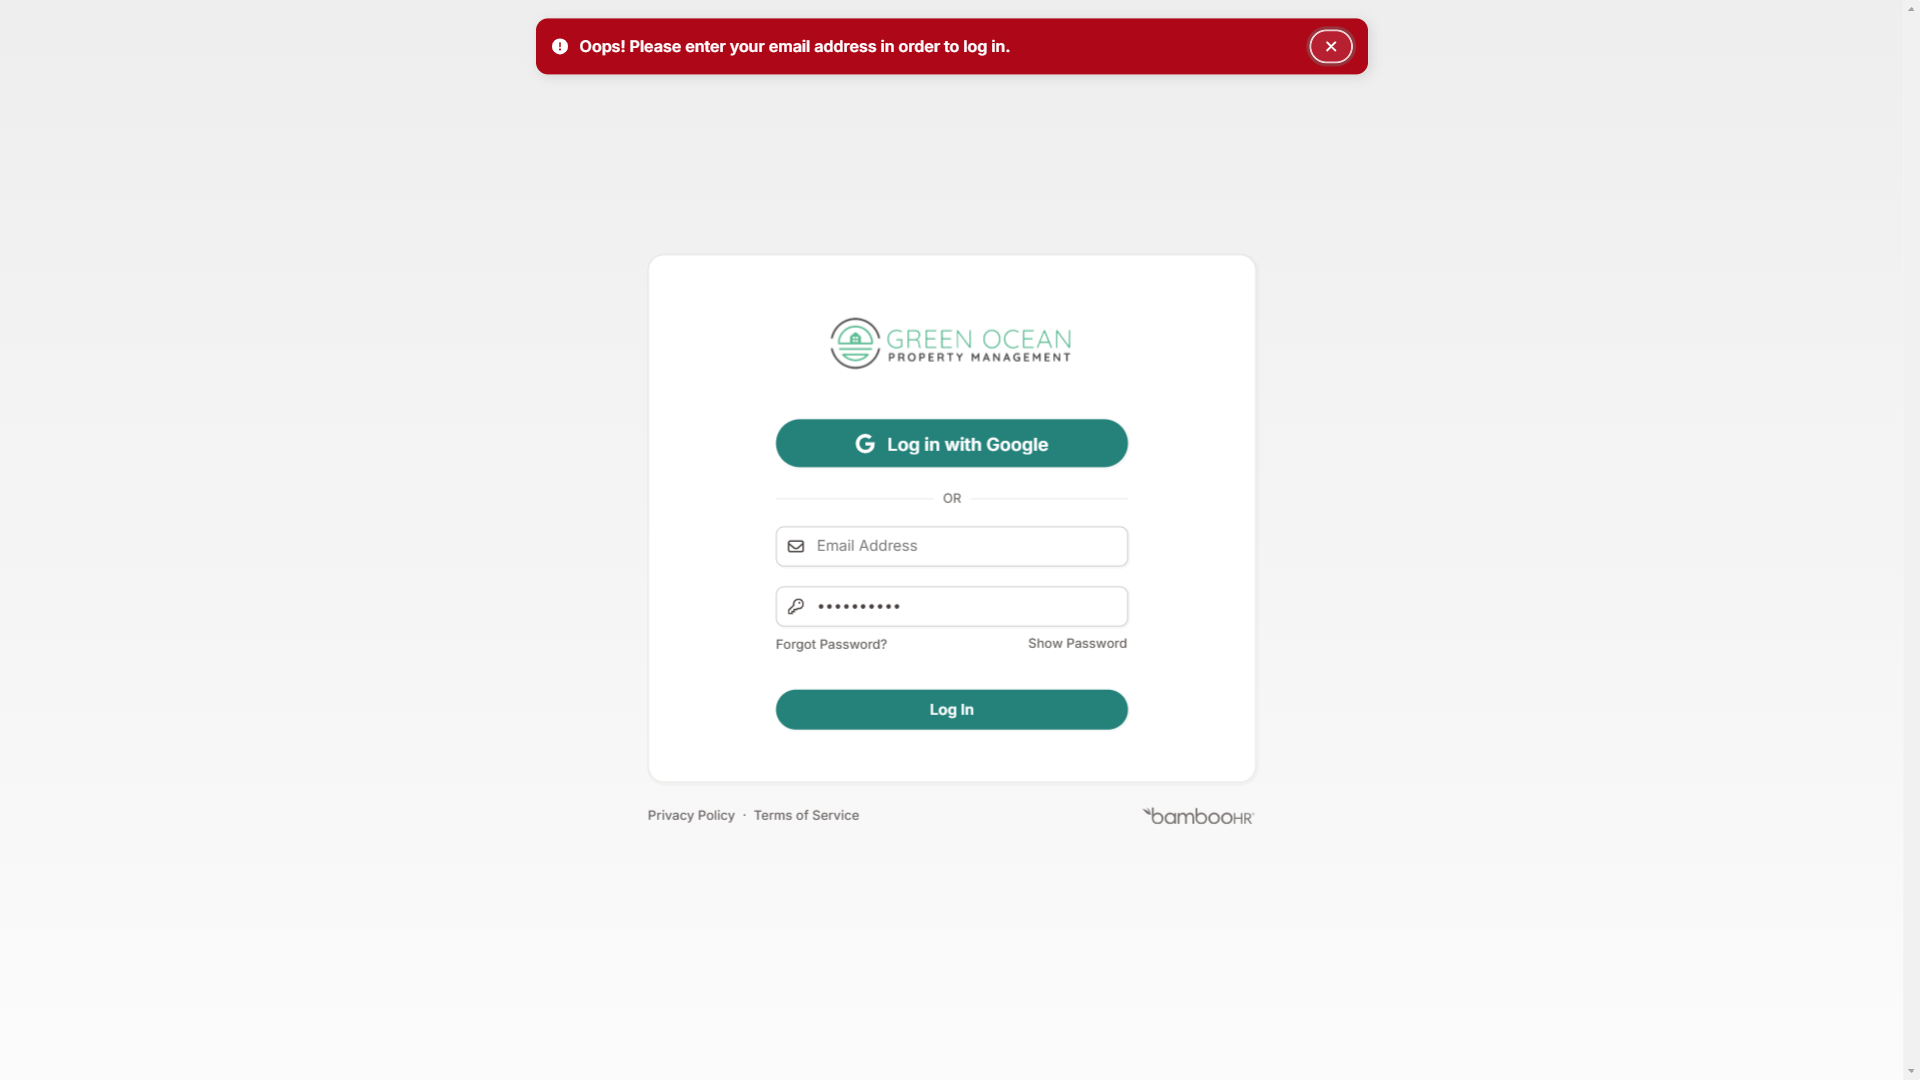 Oops! Please enter your email address in order to log in.
GREEN OCEAN
PROPERTY MANAGEMENT
Log in with Google
OR
Email Address
••••••••••
Forgot Password?
Show Password
Log In
Privacy Policy · Terms of Service
bambooHR